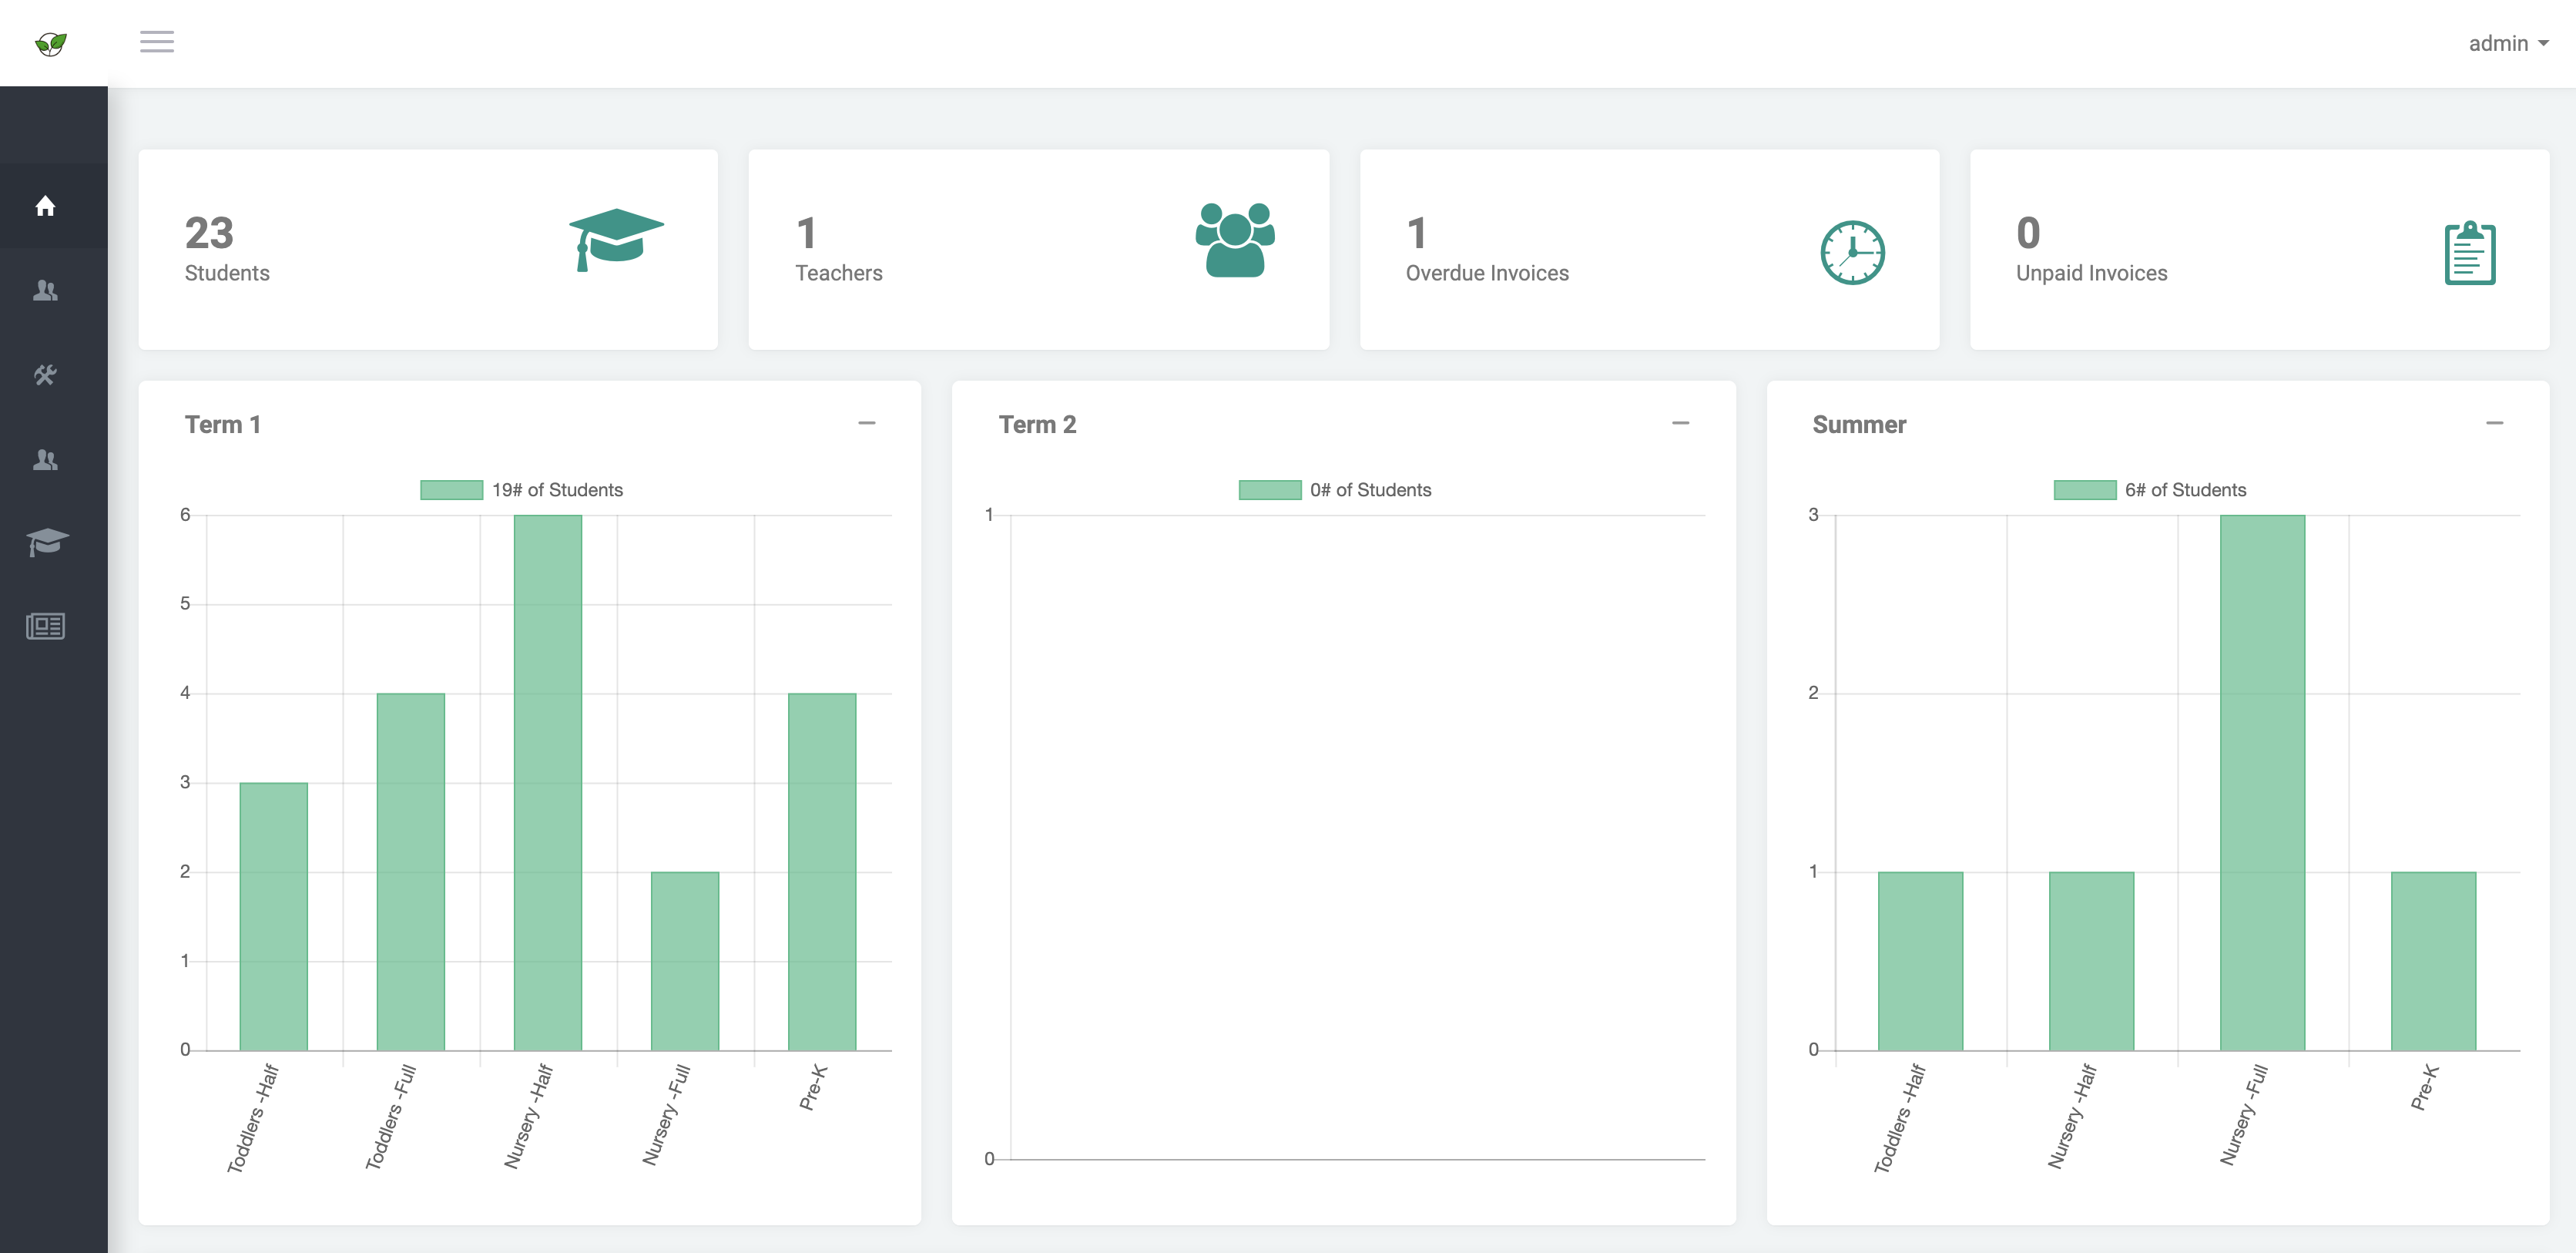 admin
23
Students
1
Teachers
1
Overdue Invoices
0
Unpaid Invoices
Term 1
19# of Students
6
5
4
3
2
1
0
Toddlers -Half
Toddlers -Full
Nursery -Half
Nursery -Full
Pre-K
Term 2
0# of Students
1
0
Summer
6# of Students
3
2
1
0
Toddlers -Half
Nursery -Half
Nursery -Full
Pre-K